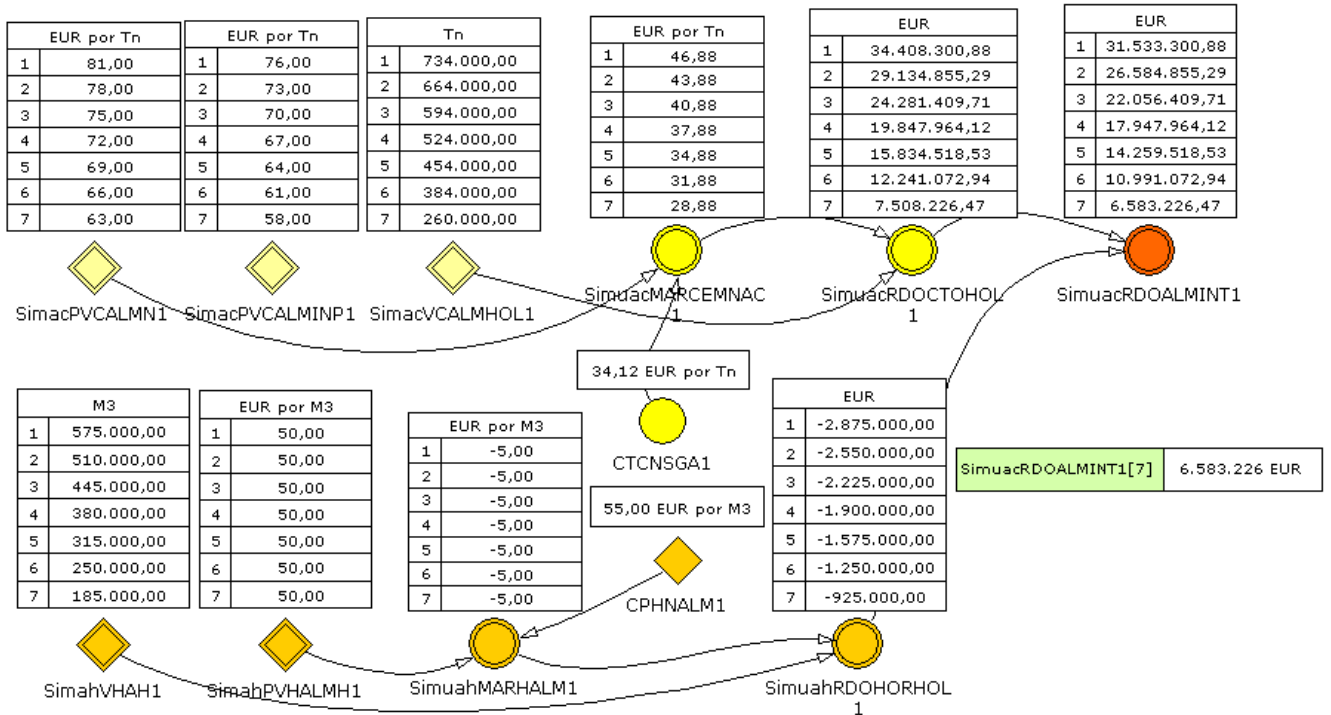 EUR por Tn
1 81,00
2 78,00
3 75,00
4 72,00
5 69,00
6 66,00
7 63,00
SimacPVCALMN1
EUR por Tn
1 76,00
2 73,00
3 70,00
4 67,00
5 64,00
6 61,00
7 58,00
SimacPVCALMINP1
Tn
1 734.000,00
2 664.000,00
3 594.000,00
4 524.000,00
5 454.000,00
6 384.000,00
7 260.000,00
SimacVCALMHOL1
EUR por Tn
1 46,88
2 43,88
3 40,88
4 37,88
5 34,88
6 31,88
7 28,88
SimuacMARCEMNAC
1
EUR
1 34.408.300,88
2 29.134.855,29
3 24.281.409,71
4 19.847.964,12
5 15.834.518,53
6 12.241.072,94
7 7.508.226,47
SimuacRDOCTOHOL
1
EUR
1 31.533.300,88
2 26.584.855,29
3 22.056.409,71
4 17.947.964,12
5 14.259.518,53
6 10.991.072,94
7 6.583.226,47
SimuacRDOALMINT1
34,12 EUR por Tn
CTCNSGA1
M3
1 575.000,00
2 510.000,00
3 445.000,00
4 380.000,00
5 315.000,00
6 250.000,00
7 185.000,00
SimahVHAH1
EUR por M3
1 50,00
2 50,00
3 50,00
4 50,00
5 50,00
6 50,00
7 50,00
SimahPVHALMH1
EUR por M3
1 -5,00
2 -5,00
3 -5,00
4 -5,00
5 -5,00
6 -5,00
7 -5,00
SimuahMARHALM1
55,00 EUR por M3
CPHNALM1
EUR
1 -2.875.000,00
2 -2.550.000,00
3 -2.225.000,00
4 -1.900.000,00
5 -1.575.000,00
6 -1.250.000,00
7 -925.000,00
SimuahRDOHORHOL
1
SimuacRDOALMINT1[7] 6.583.226 EUR